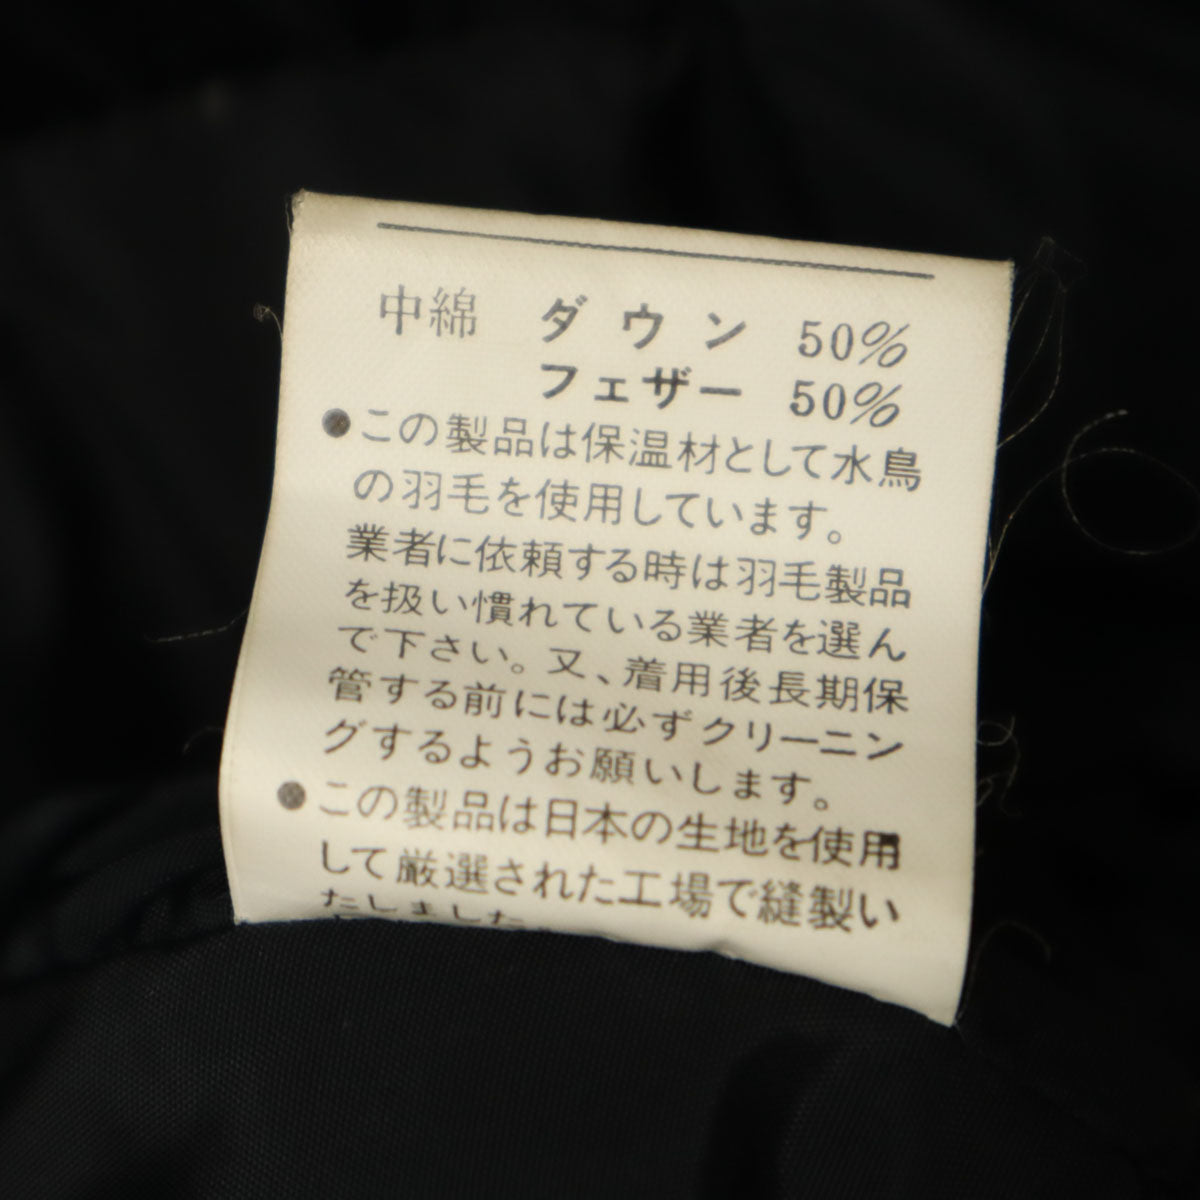 中綿 ダウン 50%
フェザー 50%
●この製品は保温材として水鳥
の羽毛を使用しています。
業者に依頼する時は羽毛製品
を扱い慣れている業者を選ん
で下さい。又、着用後長期保
管する前には必ずクリーニン
グするようお願いします。
●この製品は日本の生地を使用
して厳選された工場で縫製い
たしました